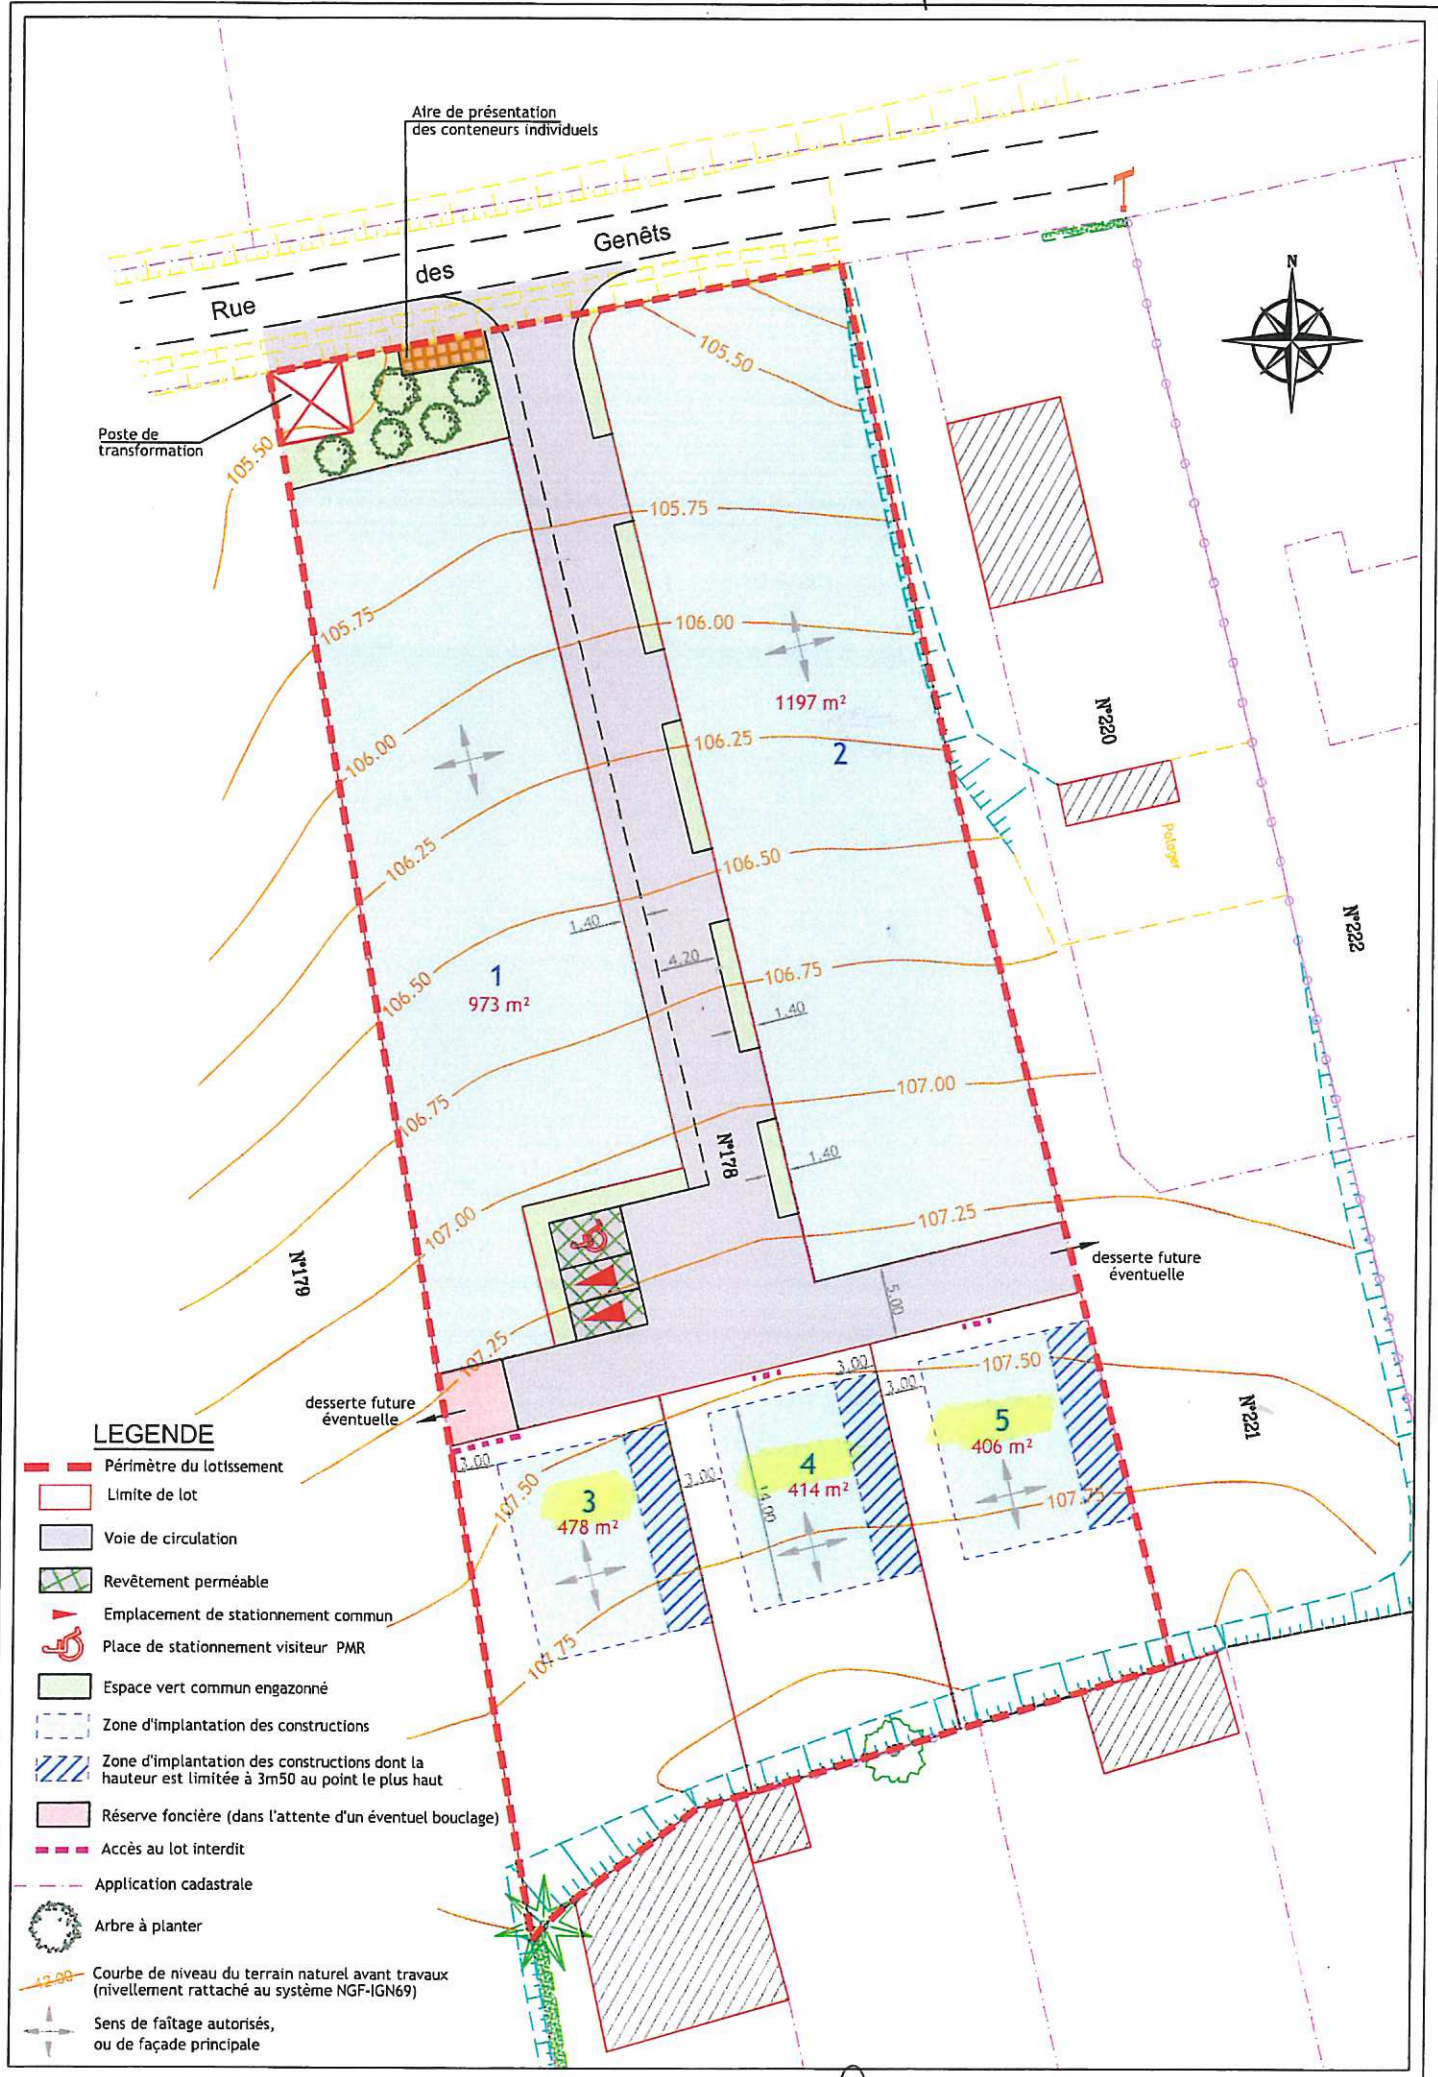 Aire de présentation
des conteneurs individuels
N
Rue
des
Genêts
Poste de
transformation
105.50
105.50
105.75
105.75
106.00
106.00
1197 m²
2
106.25
106.25
106.50
106.50
N°220
Potager
N°222
1.40
4.20
1
973 m²
106.75
106.75
1.40
107.00
107.00
N°178
1.40
107.25
107.25
N°179
desserte future
éventuelle
5.00
desserte future
éventuelle
3.00
3.00
107.50
107.50
5
406 m²
N°221
3.00
3.00
4
414 m²
14.00
107.75
107.75
3
478 m²
LEGENDE
Périmètre du lotissement
Limite de lot
Voie de circulation
Revêtement perméable
Emplacement de stationnement commun
Place de stationnement visiteur PMR
Espace vert commun engazonné
Zone d'implantation des constructions
Zone d'implantation des constructions dont la
hauteur est limitée à 3m50 au point le plus haut
Réserve foncière (dans l'attente d'un éventuel bouclage)
Accès au lot interdit
Application cadastrale
Arbre à planter
42.00
Courbe de niveau du terrain naturel avant travaux
(nivellement rattaché au système NGF-IGN69)
Sens de faîtage autorisés,
ou de façade principale